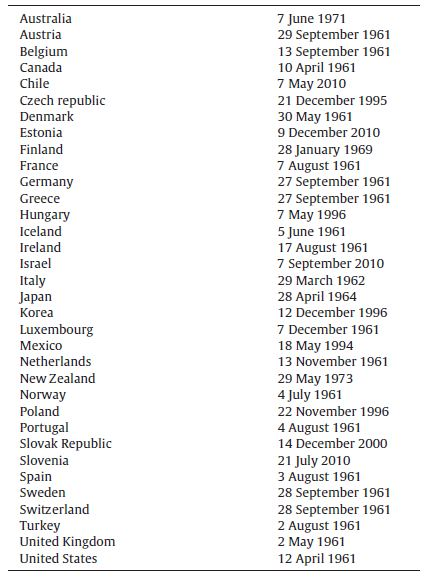 Australia 7 June 1971
Austria 29 September 1961
Belgium 13 September 1961
Canada 10 April 1961
Chile 7 May 2010
Czech republic 21 December 1995
Denmark 30 May 1961
Estonia 9 December 2010
Finland 28 January 1969
France 7 August 1961
Germany 27 September 1961
Greece 27 September 1961
Hungary 7 May 1996
Iceland 5 June 1961
Ireland 17 August 1961
Israel 7 September 2010
Italy 29 March 1962
Japan 28 April 1964
Korea 12 December 1996
Luxembourg 7 December 1961
Mexico 18 May 1994
Netherlands 13 November 1961
New Zealand 29 May 1973
Norway 4 July 1961
Poland 22 November 1996
Portugal 4 August 1961
Slovak Republic 14 December 2000
Slovenia 21 July 2010
Spain 3 August 1961
Sweden 28 September 1961
Switzerland 28 September 1961
Turkey 2 August 1961
United Kingdom 2 May 1961
United States 12 April 1961